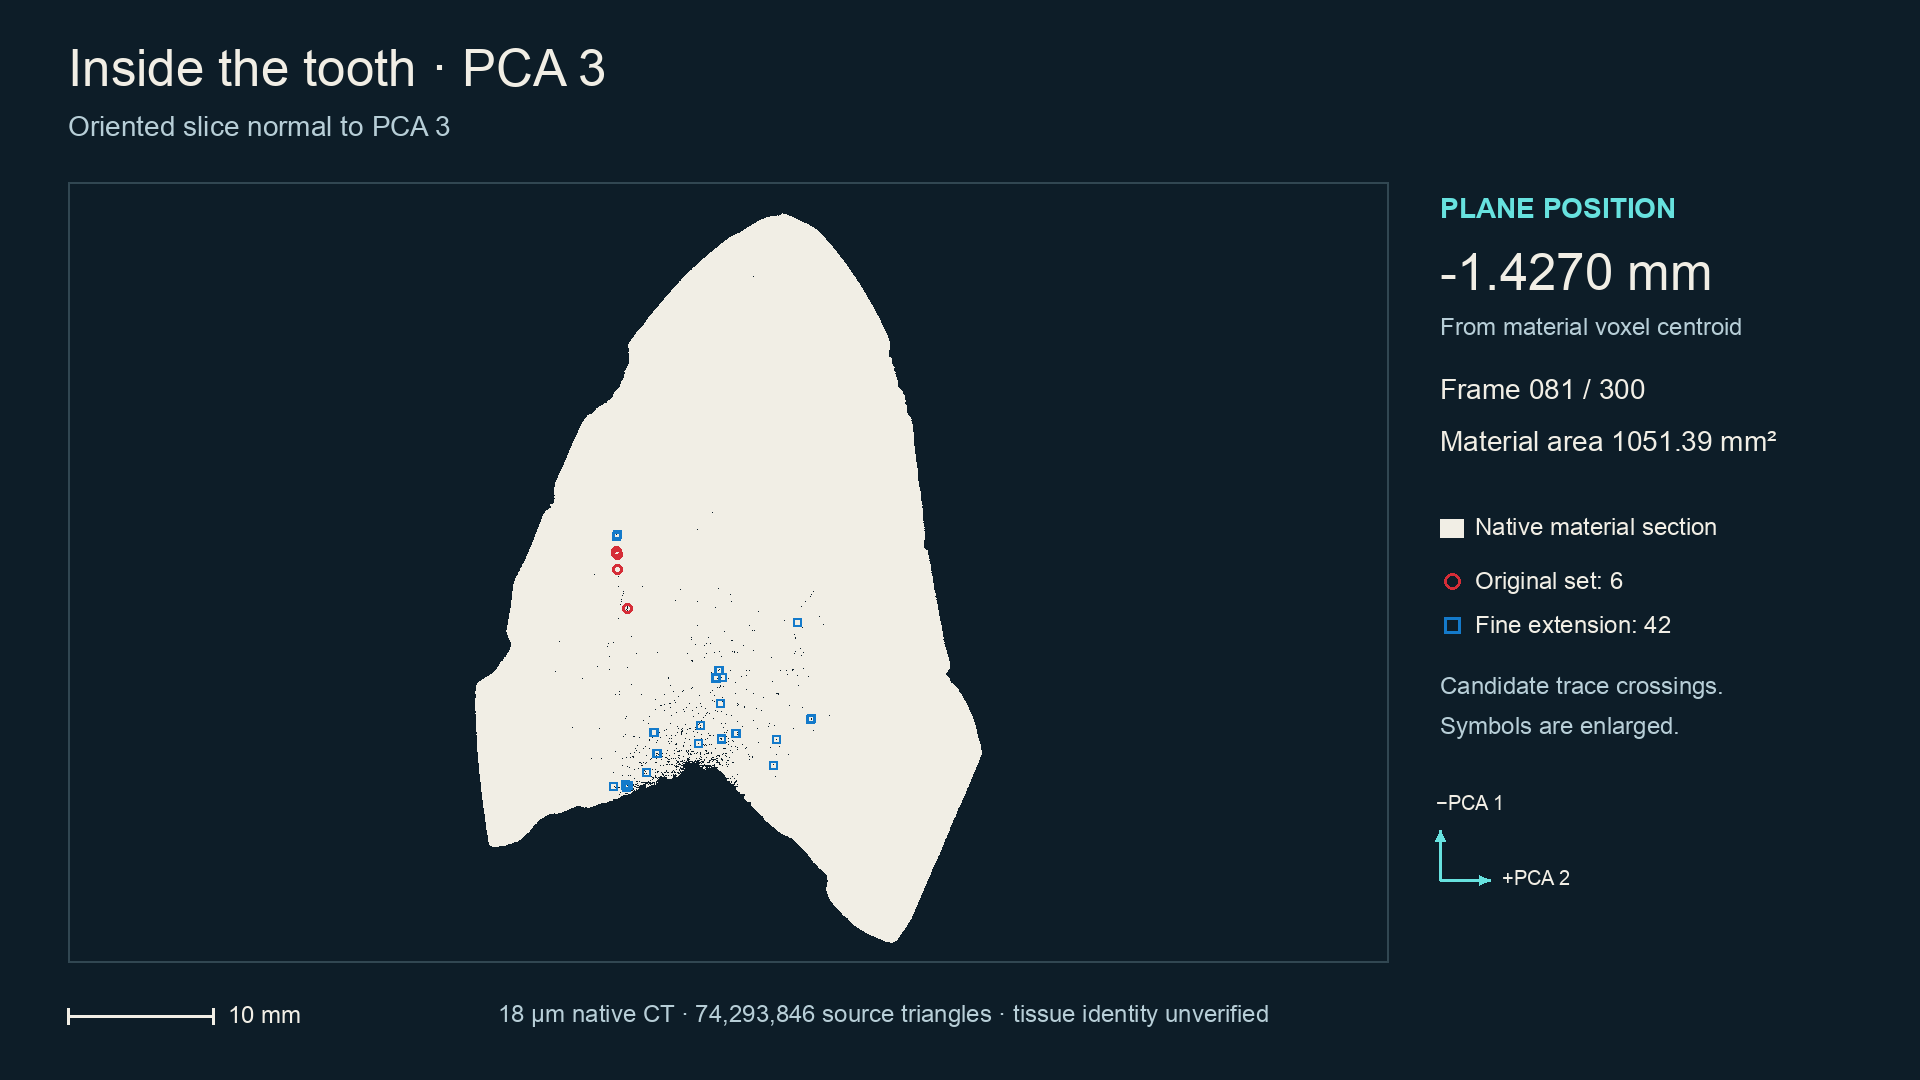 Inside the tooth · PCA 3
Oriented slice normal to PCA 3
PLANE POSITION
-1.4270 mm
From material voxel centroid
Frame 081 / 300
Material area 1051.39 mm²
Native material section
Original set: 6
Fine extension: 42
Candidate trace crossings.
Symbols are enlarged.
−PCA 1
+PCA 2
10 mm
18 µm native CT · 74,293,846 source triangles · tissue identity unverified